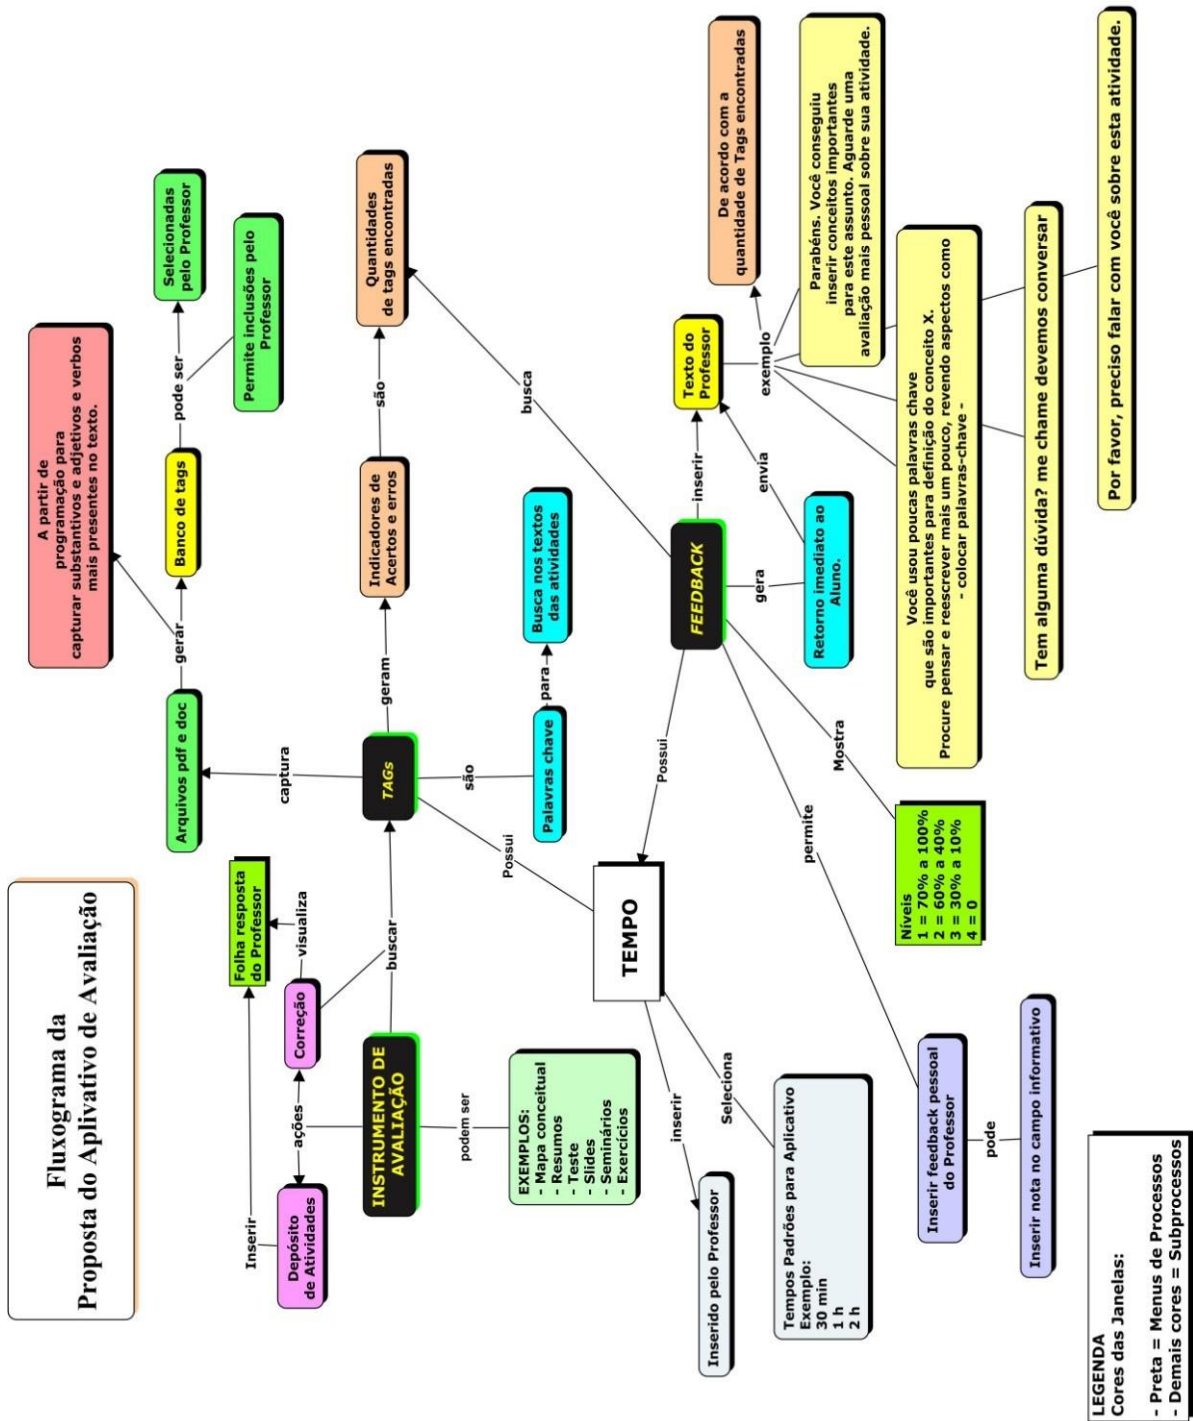 Fluxograma da
Proposta do Aplivativo de Avaliação
Inserir
Depósito
de Atividades
ações
Correção
visualiza
Folha resposta
do Professor
INSTRUMENTO DE
AVALIAÇÃO
buscar
podem ser
EXEMPLOS:
- Mapa conceitual
- Resumos
- Teste
- Slides
- Seminários
- Exercícios
TAGs
captura
Arquivos pdf e doc
gerar
A partir de
programação para
capturar substantivos e adjetivos e verbos
mais presentes no texto.
Banco de tags
pode ser
Selecionadas
pelo Professor
Permite inclusões pelo
Professor
geram
Indicadores de
Acertos e erros
são
Quantidades
de tags encontradas
são
Palavras chave
para
Busca nos textos
das atividades
Possui
TEMPO
inserir
Inserido pelo Professor
Seleciona
Tempos Padrões para Aplicativo
Exemplo:
30 min
1 h
2 h
Possui
FEEDBACK
busca
inserir
Texto do
Professor
gera
Retorno imediato ao
Aluno.
envia
exemplo
De acordo com a
quantidade de Tags encontradas
Parabéns. Você conseguiu
inserir conceitos importantes
para este assunto. Aguarde uma
avaliação mais pessoal sobre sua atividade.
Você usou poucas palavras chave
que são importantes para definição do conceito X.
Procure pensar e reescrever mais um pouco, revendo aspectos como
- colocar palavras-chave -
Tem alguma dúvida? me chame devemos conversar
Por favor, preciso falar com você sobre esta atividade.
Mostra
Níveis
1 = 70% a 100%
2 = 60% a 40%
3 = 30% a 10%
4 = 0
permite
Inserir feedback pessoal
do Professor
pode
Inserir nota no campo informativo
LEGENDA
Cores das Janelas:
- Preta = Menus de Processos
- Demais cores = Subprocessos